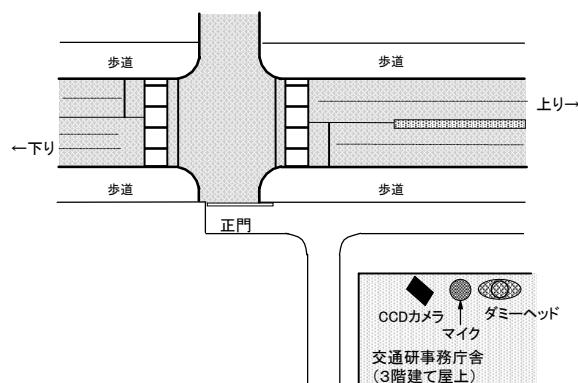 歩道
歩道
上り→
←下り
歩道
歩道
正門
CCDカメラ
ダミーヘッド
マイク
交通研事務庁舎
(3階建て屋上)